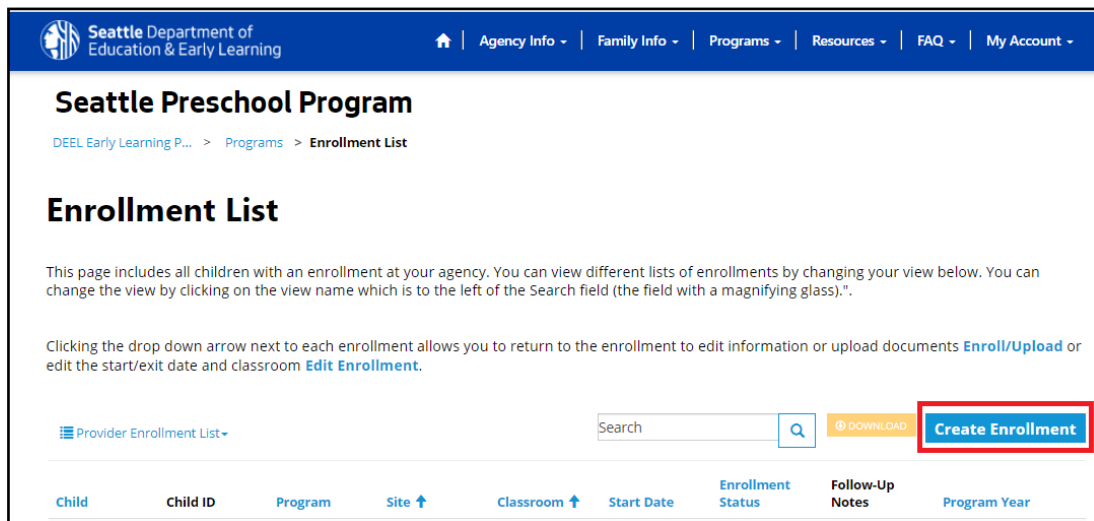 Seattle Department of
Education & Early Learning
Agency Info
Family Info
Programs
Resources
FAQ
My Account
Seattle Preschool Program
DEEL Early Learning P... > Programs > Enrollment List
Enrollment List
This page includes all children with an enrollment at your agency. You can view different lists of enrollments by changing your view below. You can
change the view by clicking on the view name which is to the left of the Search field (the field with a magnifying glass).".
Clicking the drop down arrow next to each enrollment allows you to return to the enrollment to edit information or upload documents Enroll/Upload or
edit the start/exit date and classroom Edit Enrollment.
Provider Enrollment List
Search
DOWNLOAD
Create Enrollment
Child
Child ID
Program
Site
Classroom
Start Date
Enrollment
Status
Follow-Up
Notes
Program Year